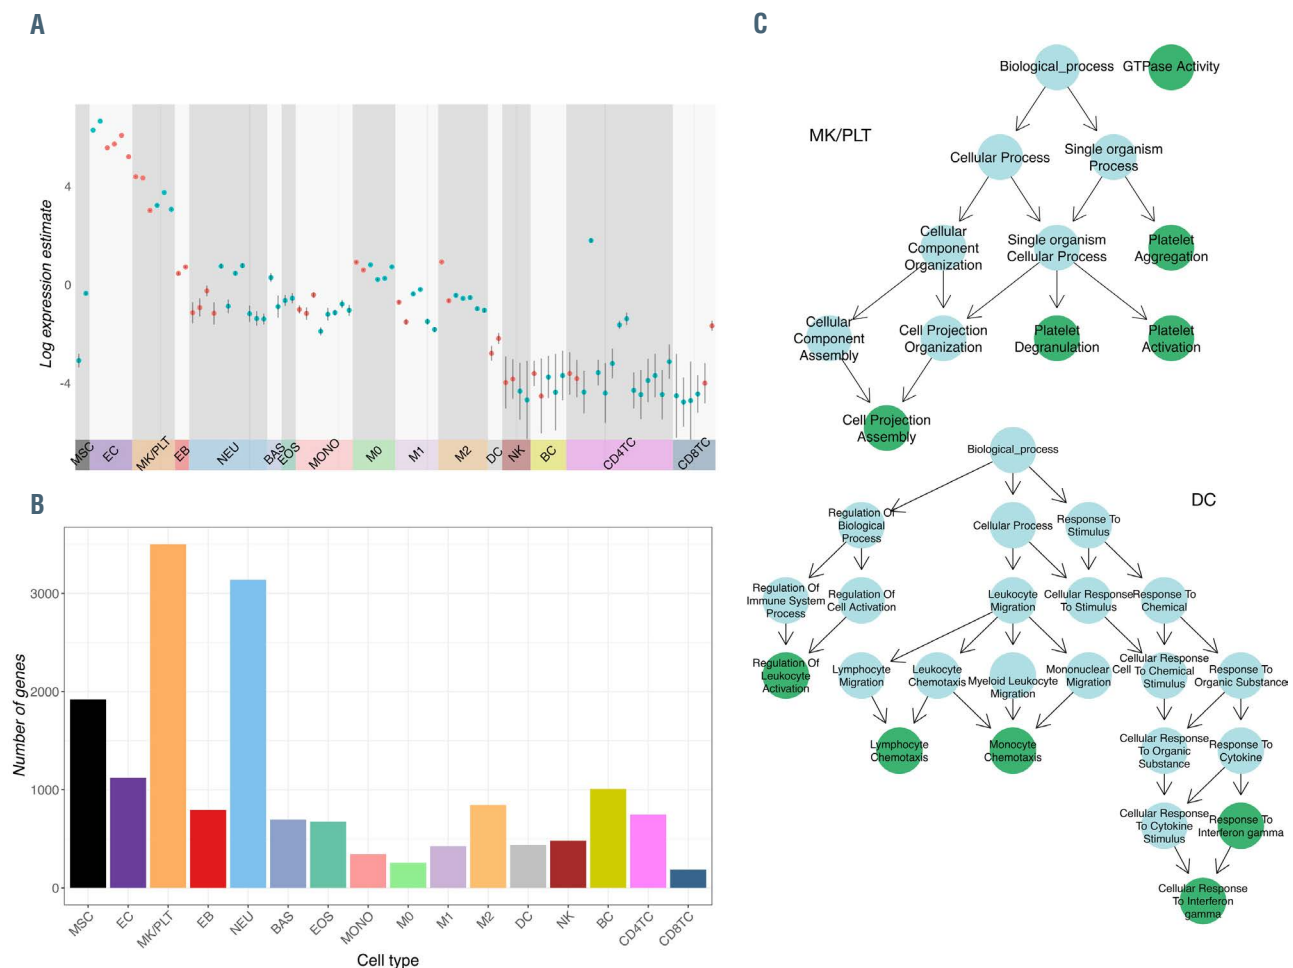 A
Log expression estimate
4
0
-4
MSC
EC
MK/PLT
EB
NEU
BAS
EOS
MONO
M0
M1
M2
DC
NK
BC
CD4TC
CD8TC
B
Number of genes
3000
2000
1000
0
MSC
EC
MK/PLT
EB
NEU
BAS
EOS
MONO
M0
M1
M2
DC
NK
BC
CD4TC
CD8TC
Cell type
C
MK/PLT
Biological_process
GTPase Activity
Cellular Process
Single organism
Process
Cellular
Component
Organization
Single organism
Cellular Process
Platelet
Aggregation
Cellular
Component
Assembly
Cell Projection
Organization
Platelet
Degranulation
Platelet
Activation
Cell Projection
Assembly
DC
Biological_process
Regulation Of
Biological
Process
Cellular Process
Response To
Stimulus
Regulation Of
Immune System
Process
Regulation Of
Cell Activation
Leukocyte
Migration
Cellular Response
To Stimulus
Response To
Chemical
Regulation Of
Leukocyte
Activation
Lymphocyte
Migration
Leukocyte
Chemotaxis
Myeloid Leukocyte
Migration
Mononuclear Cell
Migration
Cellular Response
To Chemical
Stimulus
Response To
Organic Substance
Lymphocyte
Chemotaxis
Monocyte
Chemotaxis
Cellular Response
To Organic
Substance
Response To
Cytokine
Cellular Response
To Cytokine
Stimulus
Response To
Interferon gamma
Cellular Response
To Interferon
gamma